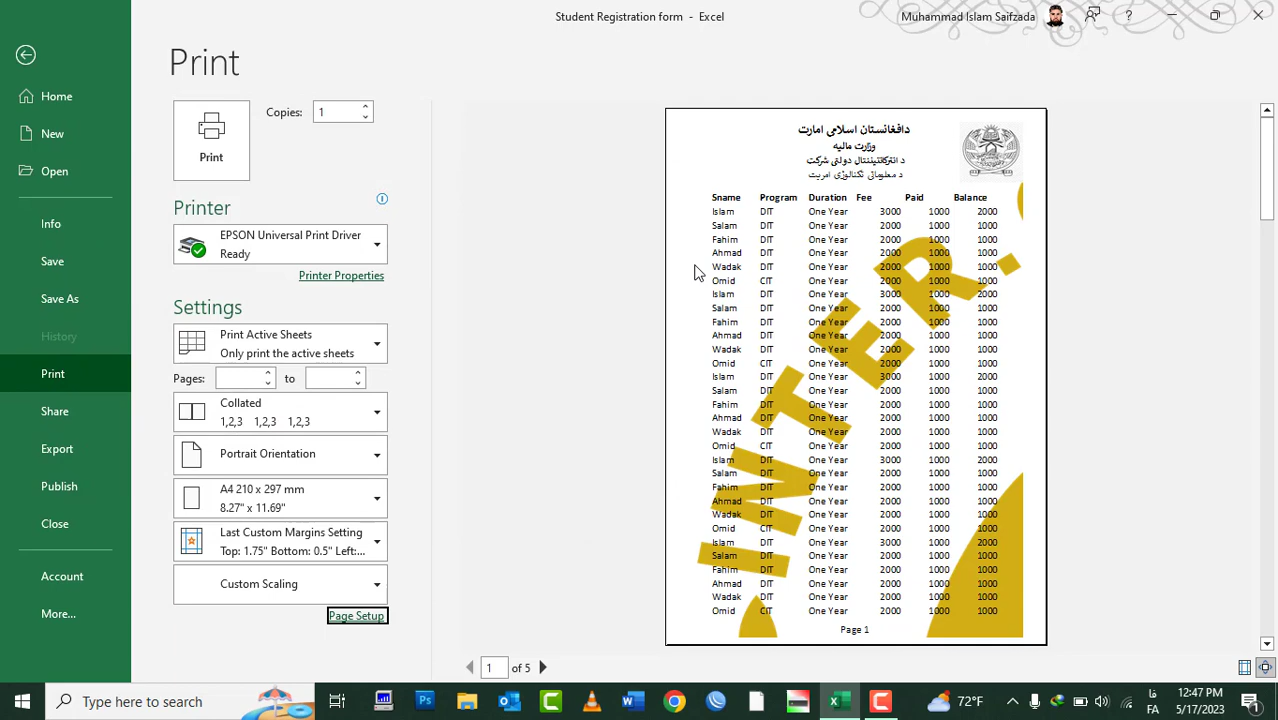 Student Registration form - Excel
Muhammad Islam Saifzada
?
Print
Home
New
Open
Info
Save
Save As
History
Print
Share
Export
Publish
Close
Account
More...
Print
Copies: 1
Printer
EPSON Universal Print Driver
Ready
Printer Properties
Settings
Print Active Sheets
Only print the active sheets
Pages: to
Collated
1,2,3 1,2,3 1,2,3
Portrait Orientation
A4 210 x 297 mm
8.27" x 11.69"
Last Custom Margins Setting
Top: 1.75" Bottom: 0.5" Left:...
Custom Scaling
Page Setup
دافغانستان اسلامی امارت
وزارت مالیه
د انترکانتیننتال دولتی شرکت
د معلوماتی تکنالوژی امریت
Sname Program Duration Fee Paid Balance
Islam DIT One Year 3000 1000 2000
Salam DIT One Year 2000 1000 1000
Fahim DIT One Year 2000 1000 1000
Ahmad DIT One Year 2000 1000 1000
Wadak DIT One Year 2000 1000 1000
Omid DIT One Year 2000 1000 1000
Islam DIT One Year 3000 1000 2000
Salam DIT One Year 2000 1000 1000
Fahim DIT One Year 2000 1000 1000
Ahmad DIT One Year 2000 1000 1000
Wadak DIT One Year 2000 1000 1000
Omid CIT One Year 2000 1000 1000
Islam DIT One Year 3000 1000 2000
Salam DIT One Year 2000 1000 1000
Fahim DIT One Year 2000 1000 1000
Ahmad DIT One Year 2000 1000 1000
Wadak DIT One Year 2000 1000 1000
Omid CIT One Year 2000 1000 1000
Islam DIT One Year 3000 1000 2000
Salam DIT One Year 2000 1000 1000
Fahim DIT One Year 2000 1000 1000
Ahmad DIT One Year 2000 1000 1000
Wadak DIT One Year 2000 1000 1000
Omid CIT One Year 2000 1000 1000
Islam DIT One Year 3000 1000 2000
Salam DIT One Year 2000 1000 1000
Fahim DIT One Year 2000 1000 1000
Ahmad DIT One Year 2000 1000 1000
Wadak DIT One Year 2000 1000 1000
Omid CIT One Year 2000 1000 1000
INTER.
Page 1
1 of 5
Type here to search
72°F
فا
FA
12:47 PM
5/17/2023